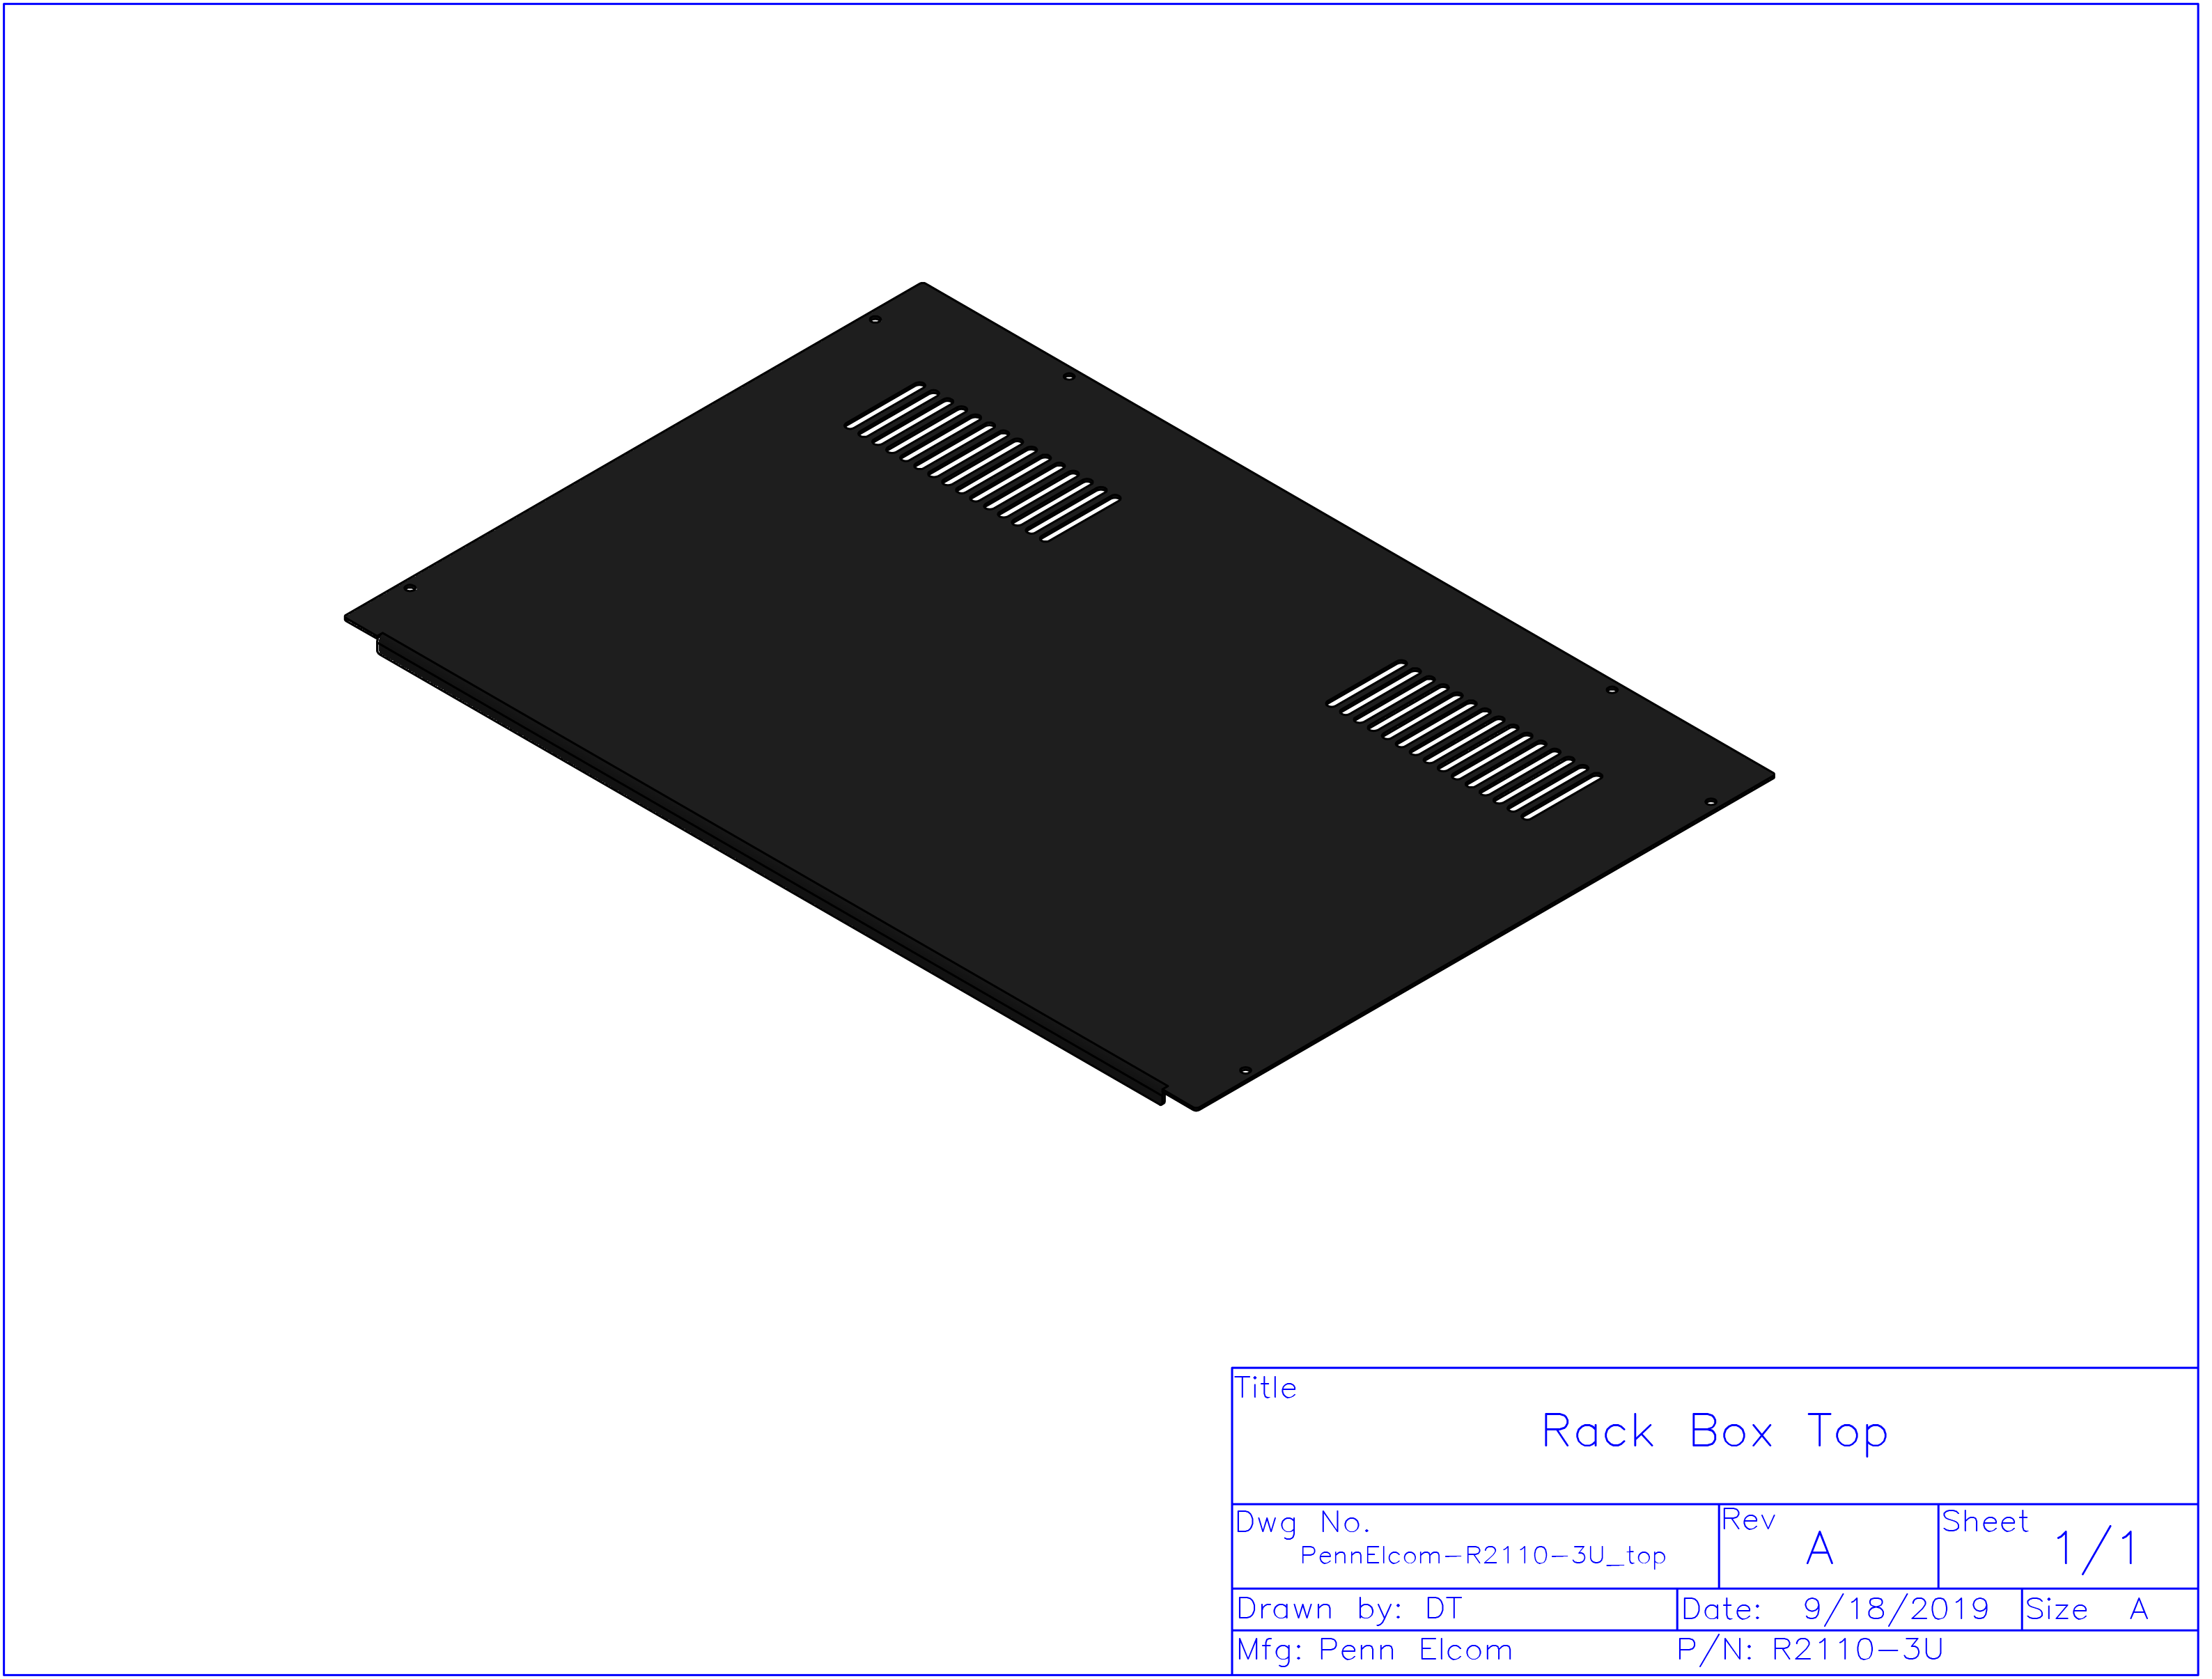 Title
Rack Box Top
Dwg No.
PennElcom-R2110-3U_top
Rev
A
Sheet
1/1
Drawn by: DT
Date: 9/18/2019
Size A
Mfg: Penn Elcom
P/N: R2110-3U